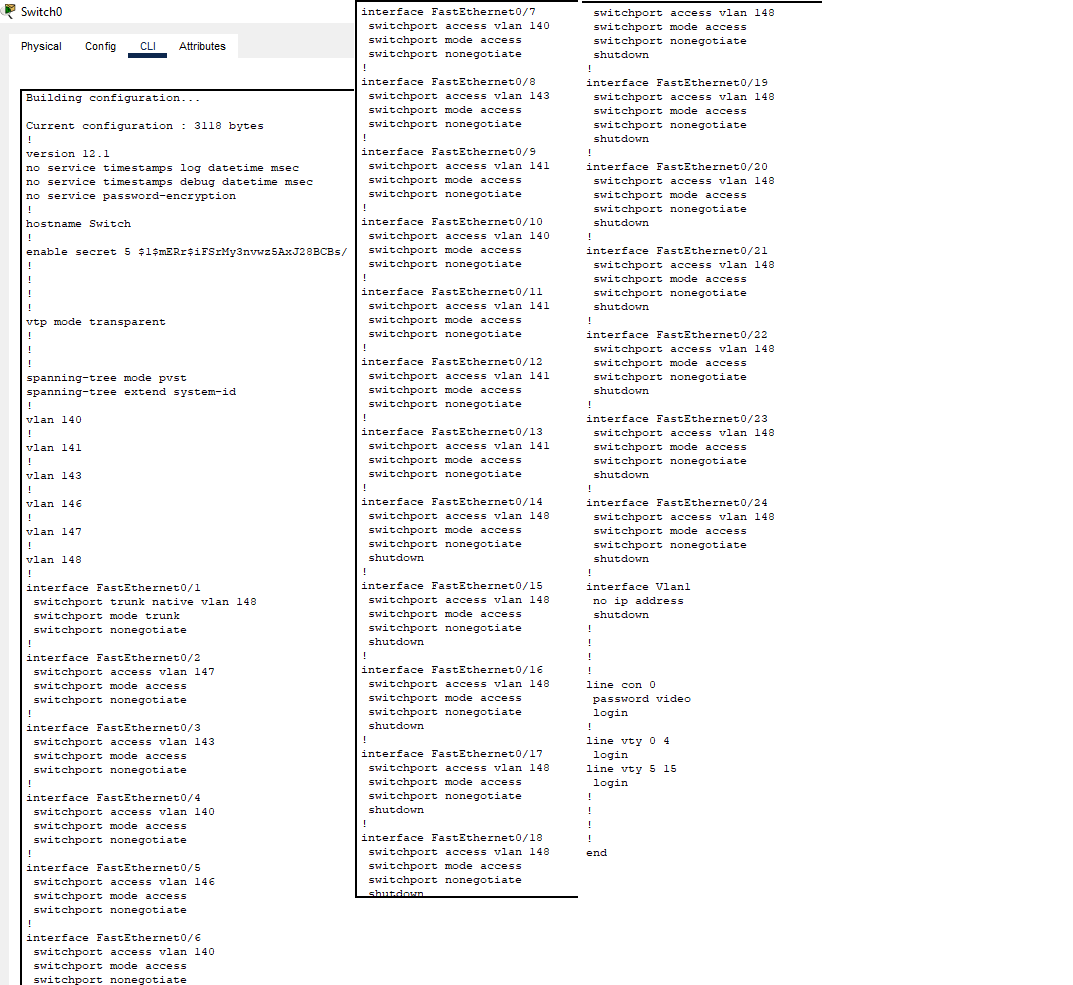 Switch0
Physical Config CLI Attributes
Building configuration...
Current configuration : 3118 bytes
!
version 12.1
no service timestamps log datetime msec
no service timestamps debug datetime msec
no service password-encryption
!
hostname Switch
!
enable secret 5 $1$mERr$iFSrMy3nvwz5AxJ28BCBs/
!
!
!
!
vtp mode transparent
!
!
!
spanning-tree mode pvst
spanning-tree extend system-id
!
vlan 140
!
vlan 141
!
vlan 143
!
vlan 146
!
vlan 147
!
vlan 148
!
interface FastEthernet0/1
switchport trunk native vlan 148
switchport mode trunk
switchport nonegotiate
!
interface FastEthernet0/2
switchport access vlan 147
switchport mode access
switchport nonegotiate
!
interface FastEthernet0/3
switchport access vlan 143
switchport mode access
switchport nonegotiate
!
interface FastEthernet0/4
switchport access vlan 140
switchport mode access
switchport nonegotiate
!
interface FastEthernet0/5
switchport access vlan 146
switchport mode access
switchport nonegotiate
!
interface FastEthernet0/6
switchport access vlan 140
switchport mode access
switchport nonegotiate
interface FastEthernet0/7
switchport access vlan 140
switchport mode access
switchport nonegotiate
!
interface FastEthernet0/8
switchport access vlan 143
switchport mode access
switchport nonegotiate
!
interface FastEthernet0/9
switchport access vlan 141
switchport mode access
switchport nonegotiate
!
interface FastEthernet0/10
switchport access vlan 140
switchport mode access
switchport nonegotiate
!
interface FastEthernet0/11
switchport access vlan 141
switchport mode access
switchport nonegotiate
!
interface FastEthernet0/12
switchport access vlan 141
switchport mode access
switchport nonegotiate
!
interface FastEthernet0/13
switchport access vlan 141
switchport mode access
switchport nonegotiate
!
interface FastEthernet0/14
switchport access vlan 148
switchport mode access
switchport nonegotiate
shutdown
!
interface FastEthernet0/15
switchport access vlan 148
switchport mode access
switchport nonegotiate
shutdown
!
interface FastEthernet0/16
switchport access vlan 148
switchport mode access
switchport nonegotiate
shutdown
!
interface FastEthernet0/17
switchport access vlan 148
switchport mode access
switchport nonegotiate
shutdown
!
interface FastEthernet0/18
switchport access vlan 148
switchport mode access
switchport nonegotiate
shutdown
switchport access vlan 148
switchport mode access
switchport nonegotiate
shutdown
!
interface FastEthernet0/19
switchport access vlan 148
switchport mode access
switchport nonegotiate
shutdown
!
interface FastEthernet0/20
switchport access vlan 148
switchport mode access
switchport nonegotiate
shutdown
!
interface FastEthernet0/21
switchport access vlan 148
switchport mode access
switchport nonegotiate
shutdown
!
interface FastEthernet0/22
switchport access vlan 148
switchport mode access
switchport nonegotiate
shutdown
!
interface FastEthernet0/23
switchport access vlan 148
switchport mode access
switchport nonegotiate
shutdown
!
interface FastEthernet0/24
switchport access vlan 148
switchport mode access
switchport nonegotiate
shutdown
!
interface Vlan1
no ip address
shutdown
!
!
!
!
line con 0
password video
login
!
line vty 0 4
login
line vty 5 15
login
!
!
!
!
end